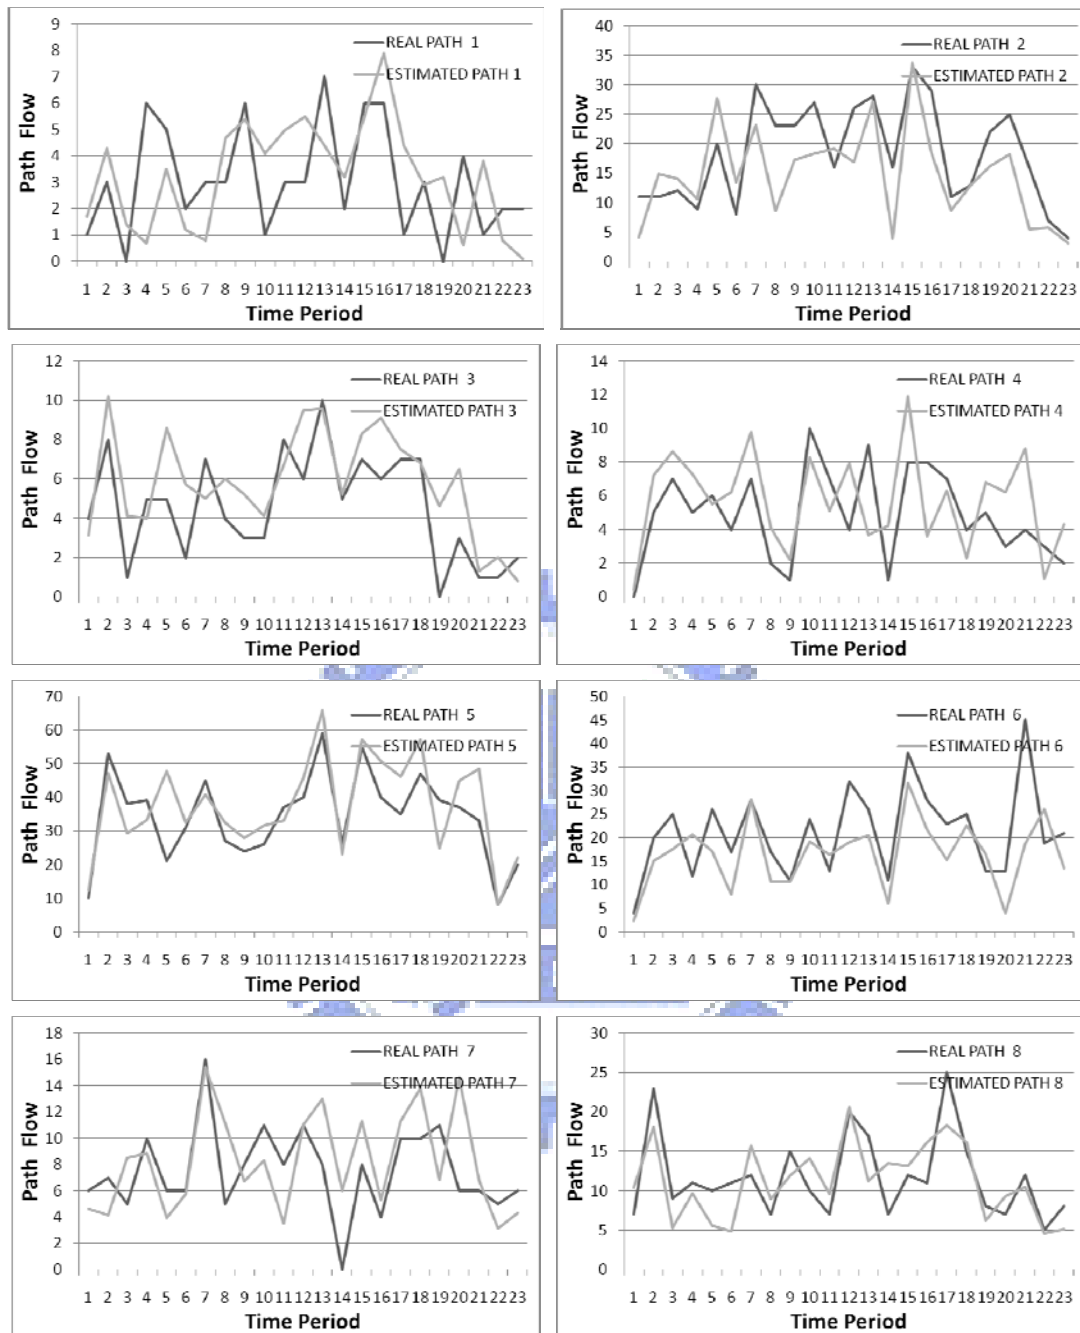 9
8
7
6
5
4
3
2
1
0
Path Flow
REAL PATH 1
ESTIMATED PATH 1
1 2 3 4 5 6 7 8 9 10 11 12 13 14 15 16 17 18 19 20 21 22 23
Time Period
40
35
30
25
20
15
10
5
0
Path Flow
REAL PATH 2
ESTIMATED PATH 2
1 2 3 4 5 6 7 8 9 10 11 12 13 14 15 16 17 18 19 20 21 22 23
Time Period
12
10
8
6
4
2
0
Path Flow
REAL PATH 3
ESTIMATED PATH 3
1 2 3 4 5 6 7 8 9 10 11 12 13 14 15 16 17 18 19 20 21 22 23
Time Period
14
12
10
8
6
4
2
0
Path Flow
REAL PATH 4
ESTIMATED PATH 4
1 2 3 4 5 6 7 8 9 10 11 12 13 14 15 16 17 18 19 20 21 22 23
Time Period
70
60
50
40
30
20
10
0
Path Flow
REAL PATH 5
ESTIMATED PATH 5
1 2 3 4 5 6 7 8 9 10 11 12 13 14 15 16 17 18 19 20 21 22 23
Time Period
50
45
40
35
30
25
20
15
10
5
0
Path Flow
REAL PATH 6
ESTIMATED PATH 6
1 2 3 4 5 6 7 8 9 10 11 12 13 14 15 16 17 18 19 20 21 22 23
Time Period
18
16
14
12
10
8
6
4
2
0
Path Flow
REAL PATH 7
ESTIMATED PATH 7
1 2 3 4 5 6 7 8 9 10 11 12 13 14 15 16 17 18 19 20 21 22 23
Time Period
30
25
20
15
10
5
0
Path Flow
REAL PATH 8
ESTIMATED PATH 8
1 2 3 4 5 6 7 8 9 10 11 12 13 14 15 16 17 18 19 20 21 22 23
Time Period